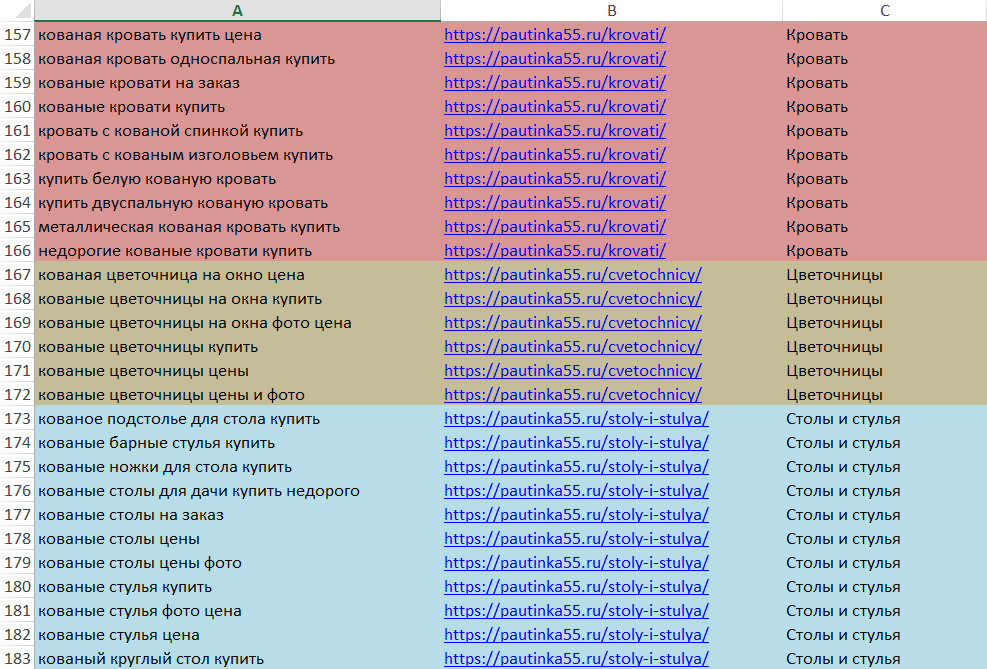 A B C
157 кованая кровать купить цена https://pautinka55.ru/krovati/ Кровать
158 кованая кровать односпальная купить https://pautinka55.ru/krovati/ Кровать
159 кованые кровати на заказ https://pautinka55.ru/krovati/ Кровать
160 кованые кровати купить https://pautinka55.ru/krovati/ Кровать
161 кровать с кованой спинкой купить https://pautinka55.ru/krovati/ Кровать
162 кровать с кованым изголовьем купить https://pautinka55.ru/krovati/ Кровать
163 купить белую кованую кровать https://pautinka55.ru/krovati/ Кровать
164 купить двуспальную кованую кровать https://pautinka55.ru/krovati/ Кровать
165 металлическая кованая кровать купить https://pautinka55.ru/krovati/ Кровать
166 недорогие кованые кровати купить https://pautinka55.ru/krovati/ Кровать
167 кованая цветочница на окно цена https://pautinka55.ru/cvetochnicy/ Цветочницы
168 кованые цветочницы на окна купить https://pautinka55.ru/cvetochnicy/ Цветочницы
169 кованые цветочницы на окна фото цена https://pautinka55.ru/cvetochnicy/ Цветочницы
170 кованые цветочницы купить https://pautinka55.ru/cvetochnicy/ Цветочницы
171 кованые цветочницы цены https://pautinka55.ru/cvetochnicy/ Цветочницы
172 кованые цветочницы цены и фото https://pautinka55.ru/cvetochnicy/ Цветочницы
173 кованое подстолье для стола купить https://pautinka55.ru/stoly-i-stulya/ Столы и стулья
174 кованые барные стулья купить https://pautinka55.ru/stoly-i-stulya/ Столы и стулья
175 кованые ножки для стола купить https://pautinka55.ru/stoly-i-stulya/ Столы и стулья
176 кованые столы для дачи купить недорого https://pautinka55.ru/stoly-i-stulya/ Столы и стулья
177 кованые столы на заказ https://pautinka55.ru/stoly-i-stulya/ Столы и стулья
178 кованые столы цены https://pautinka55.ru/stoly-i-stulya/ Столы и стулья
179 кованые столы цены фото https://pautinka55.ru/stoly-i-stulya/ Столы и стулья
180 кованые стулья купить https://pautinka55.ru/stoly-i-stulya/ Столы и стулья
181 кованые стулья фото цена https://pautinka55.ru/stoly-i-stulya/ Столы и стулья
182 кованые стулья цена https://pautinka55.ru/stoly-i-stulya/ Столы и стулья
183 кованый круглый стол купить https://pautinka55.ru/stoly-i-stulya/ Столы и стулья